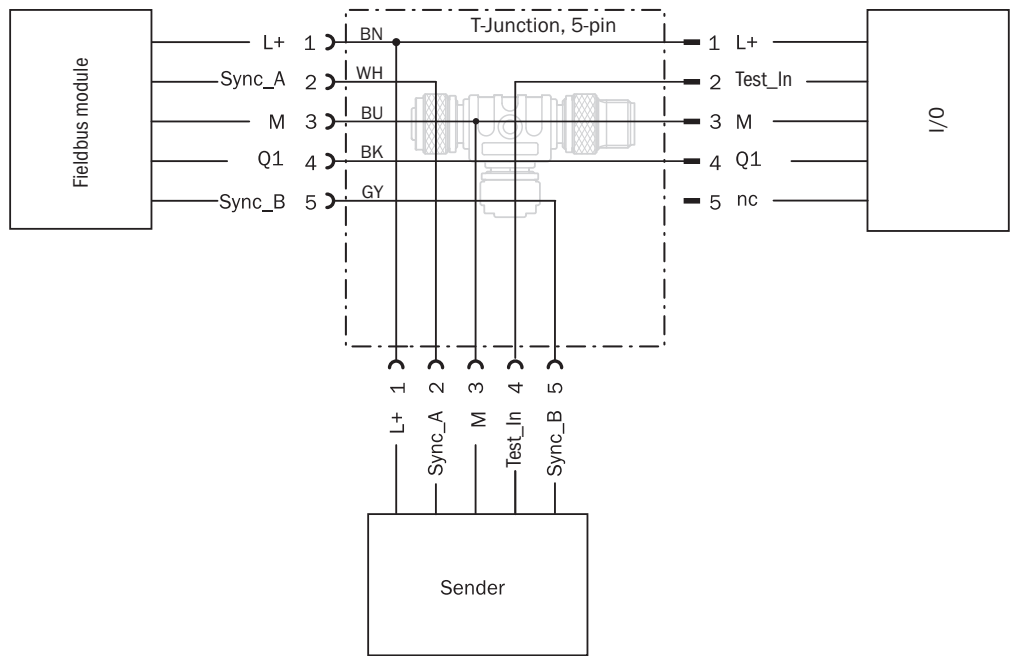 T-Junction, 5-pin
Fieldbus module
L+ 1 BN 1 L+
Sync_A 2 WH 2 Test_In
M 3 BU 3 M
Q1 4 BK 4 Q1
Sync_B 5 GY 5 nc
I/O
1 2 3 4 5
L+ Sync_A M Test_In Sync_B
Sender